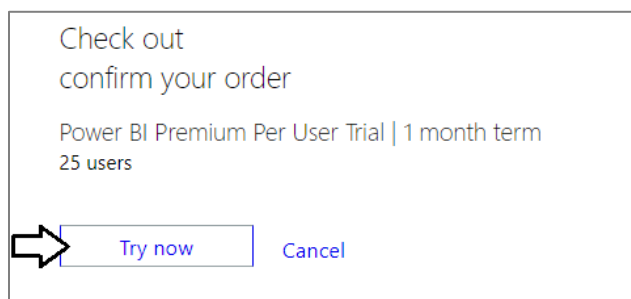 Check out
confirm your order
Power BI Premium Per User Trial | 1 month term
25 users
Try now
Cancel